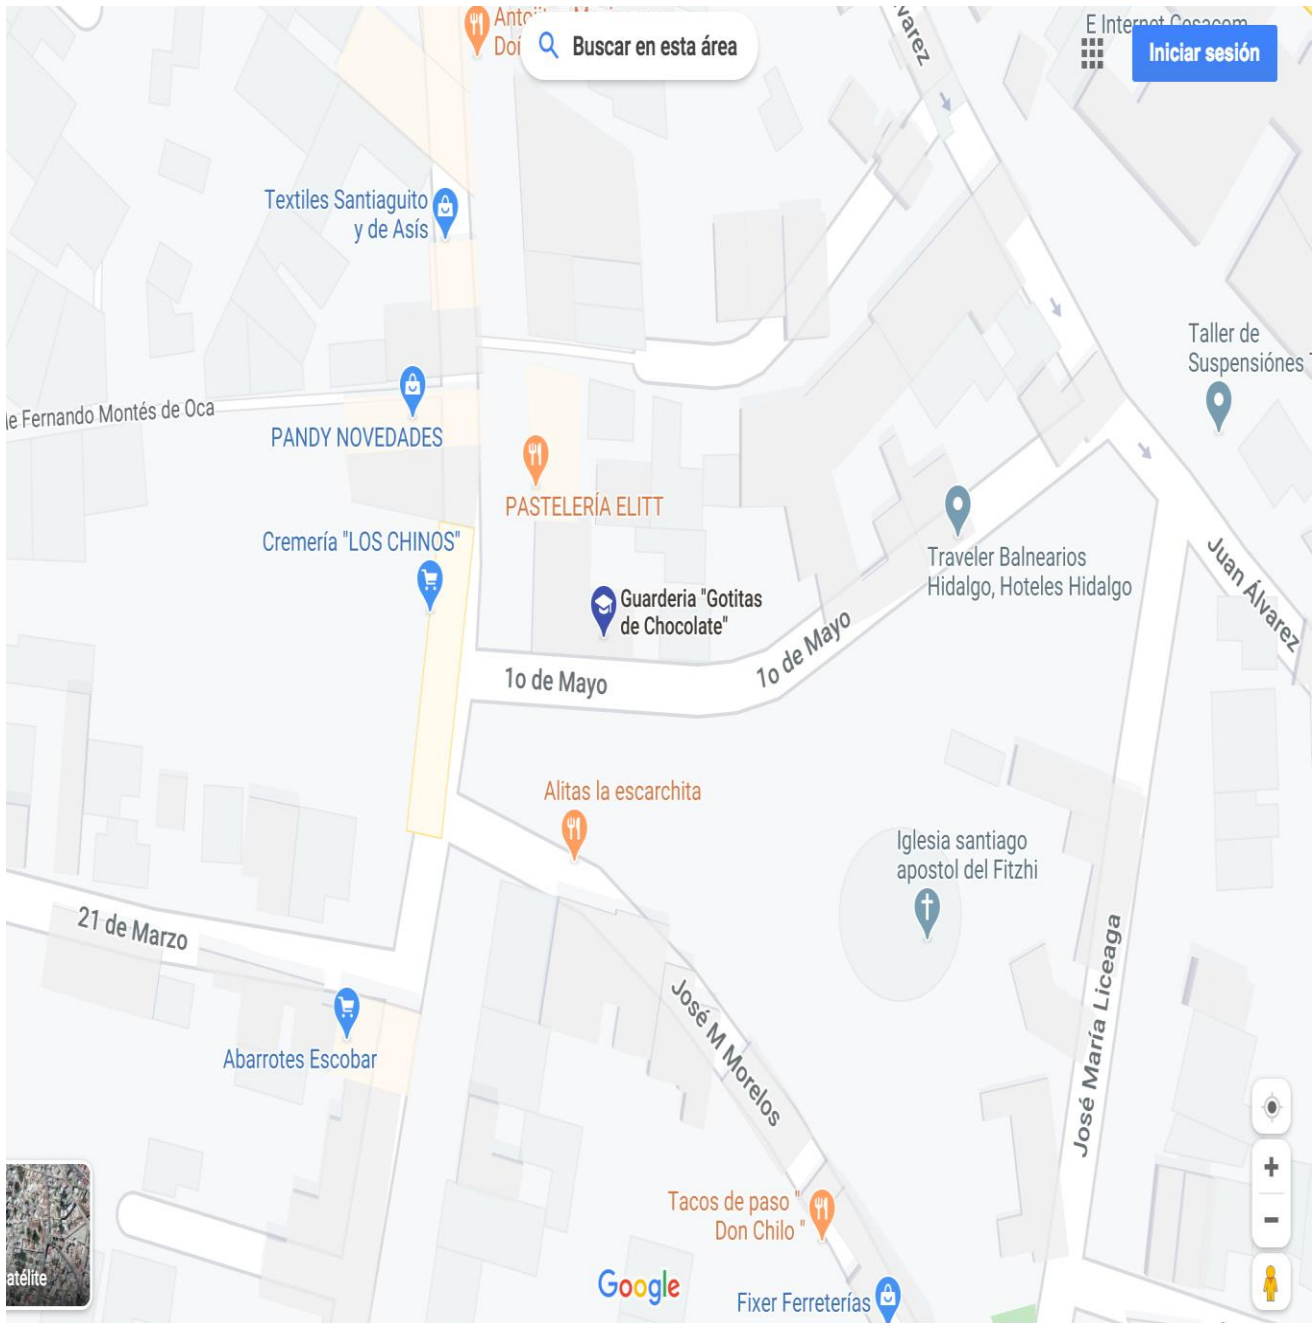 Buscar en esta área
E Internet Cosacom
Iniciar sesión
Textiles Santiaguito
y de Asís
Taller de
Suspensiónes
Fernando Montés de Oca
PANDY NOVEDADES
PASTELERÍA ELITT
Cremería "LOS CHINOS"
Traveler Balnearios
Hidalgo, Hoteles Hidalgo
Juan Álvarez
Guarderia "Gotitas
de Chocolate"
1o de Mayo
1o de Mayo
Alitas la escarchita
Iglesia santiago
apostol del Fitzhi
21 de Marzo
José María Liceaga
José M Morelos
Abarrotes Escobar
Tacos de paso "
Don Chilo "
Google
Fixer Ferreterías